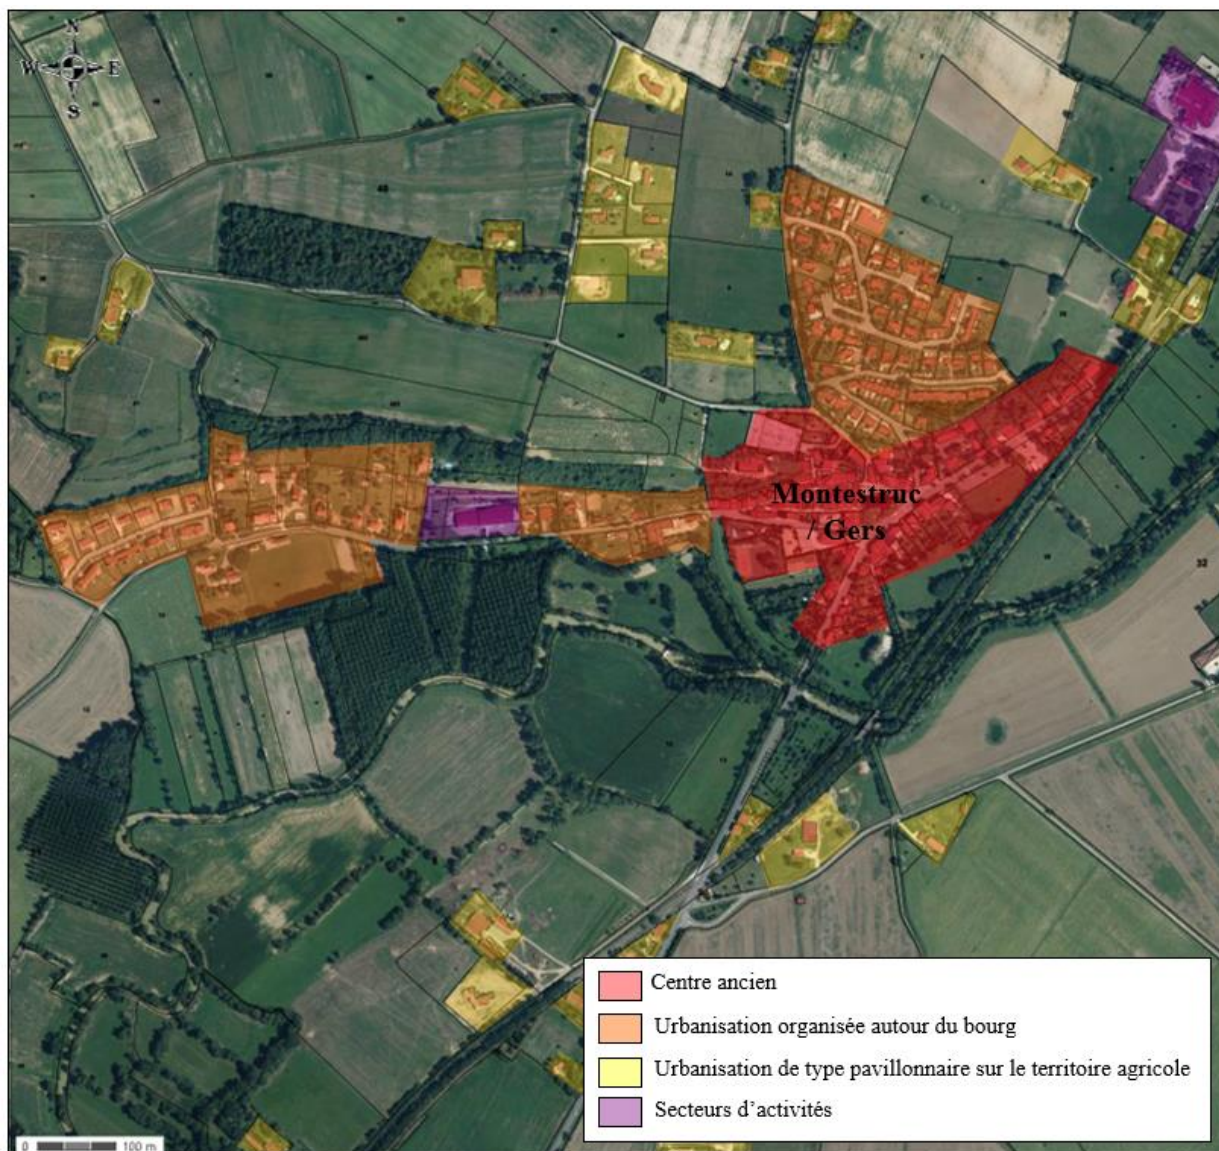 N
W E
S
Montestruc
/ Gers
32
Centre ancien
Urbanisation organisée autour du bourg
Urbanisation de type pavillonnaire sur le territoire agricole
Secteurs d'activités
0 100 m